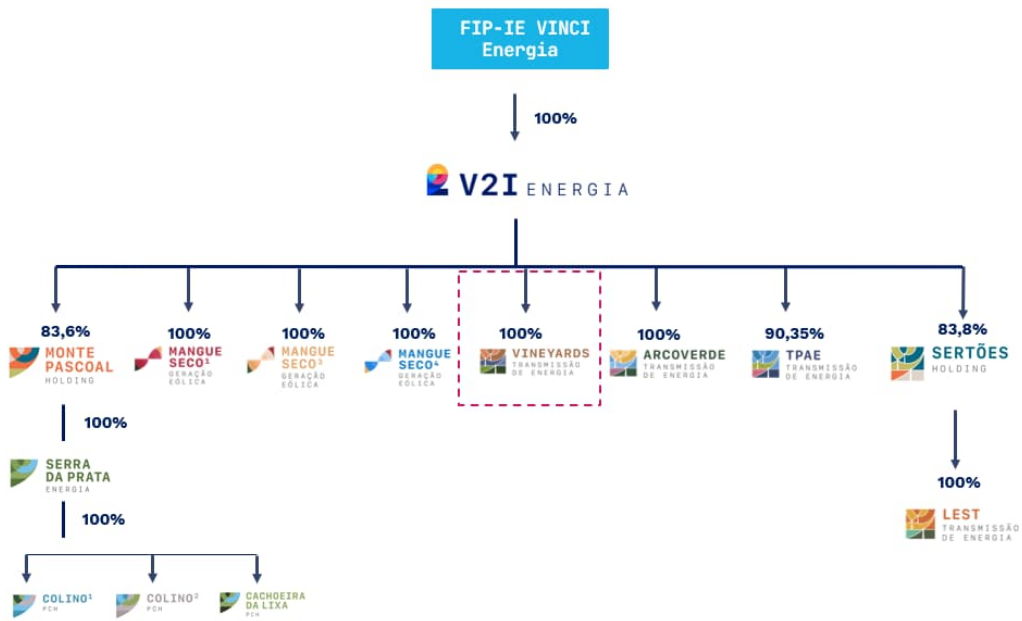 FIP-IE VINCI
Energia
100%
V2I ENERGIA
83,6%
MONTE
PASCOAL
HOLDING
100%
MANGUE
SECO¹
GERAÇÃO
EÓLICA
100%
MANGUE
SECO³
GERAÇÃO
EÓLICA
100%
MANGUE
SECO⁴
GERAÇÃO
EÓLICA
100%
VINEYARDS
TRANSMISSÃO
DE ENERGIA
100%
ARCOVERDE
TRANSMISSÃO
DE ENERGIA
90,35%
TPAE
TRANSMISSÃO
DE ENERGIA
83,8%
SERTÕES
HOLDING
100%
SERRA
DA PRATA
ENERGIA
100%
COLINO¹
PCH
COLINO²
PCH
CACHOEIRA
DA LIXA
PCH
100%
LEST
TRANSMISSÃO
DE ENERGIA